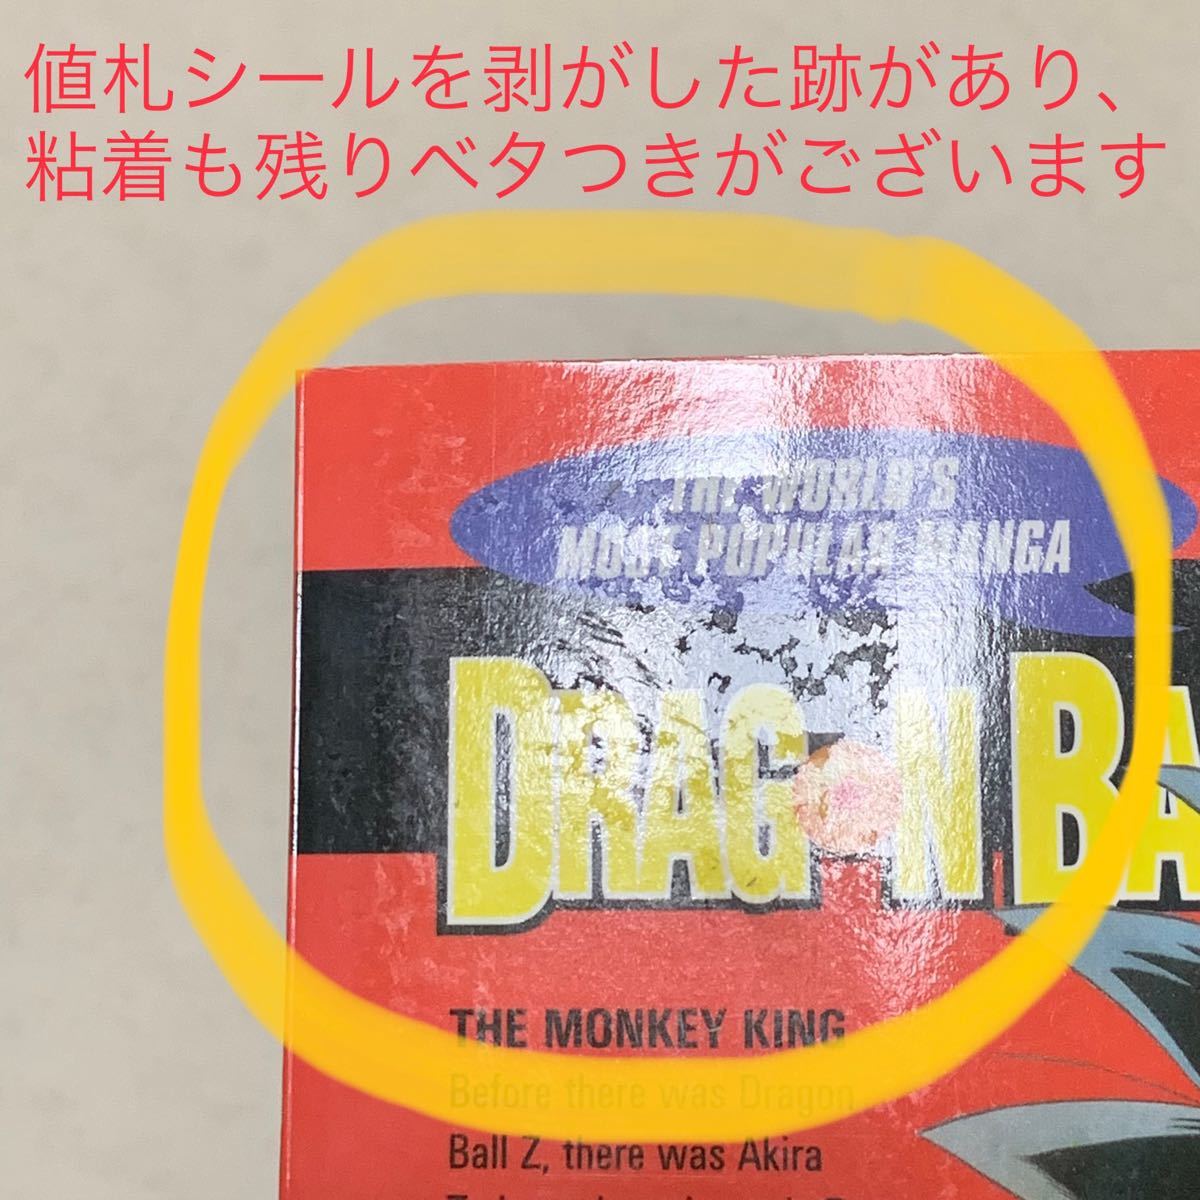 値札シールを剥がした跡があり、
粘着も残りベタつきがございます
THE WORLD'S
MOST POPULAR MANGA
DRAGON BA
THE MONKEY KING
Before there was Dragon
Ball Z, there was Akira